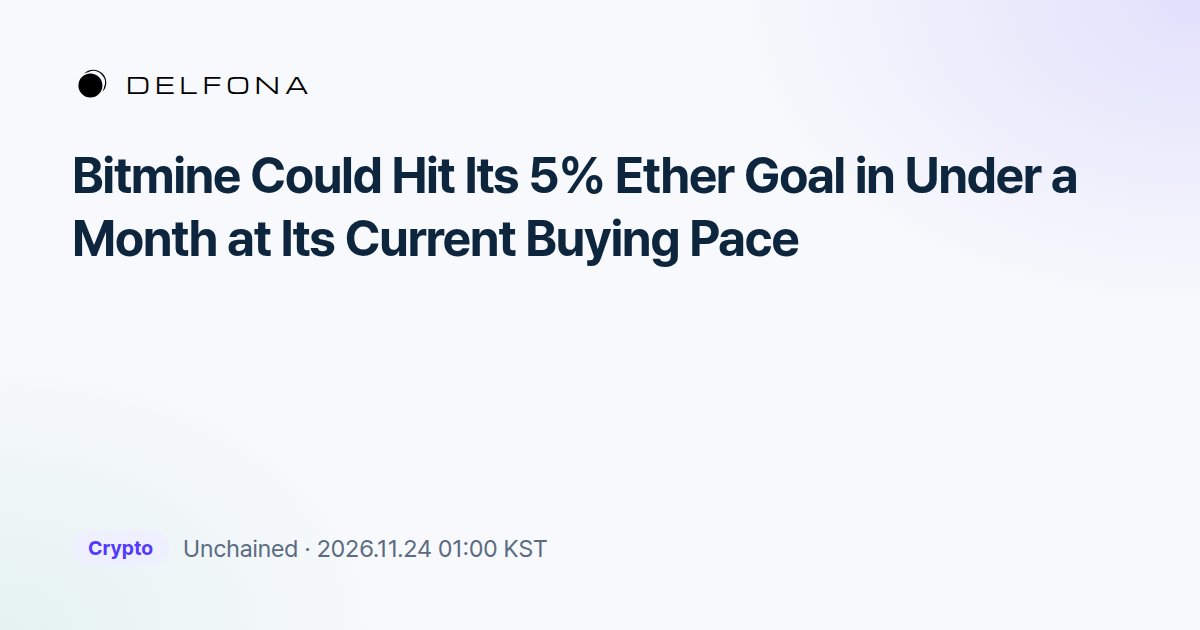 DELFONA
Bitmine Could Hit Its 5% Ether Goal in Under a
Month at Its Current Buying Pace
Crypto Unchained · 2026.11.24 01:00 KST